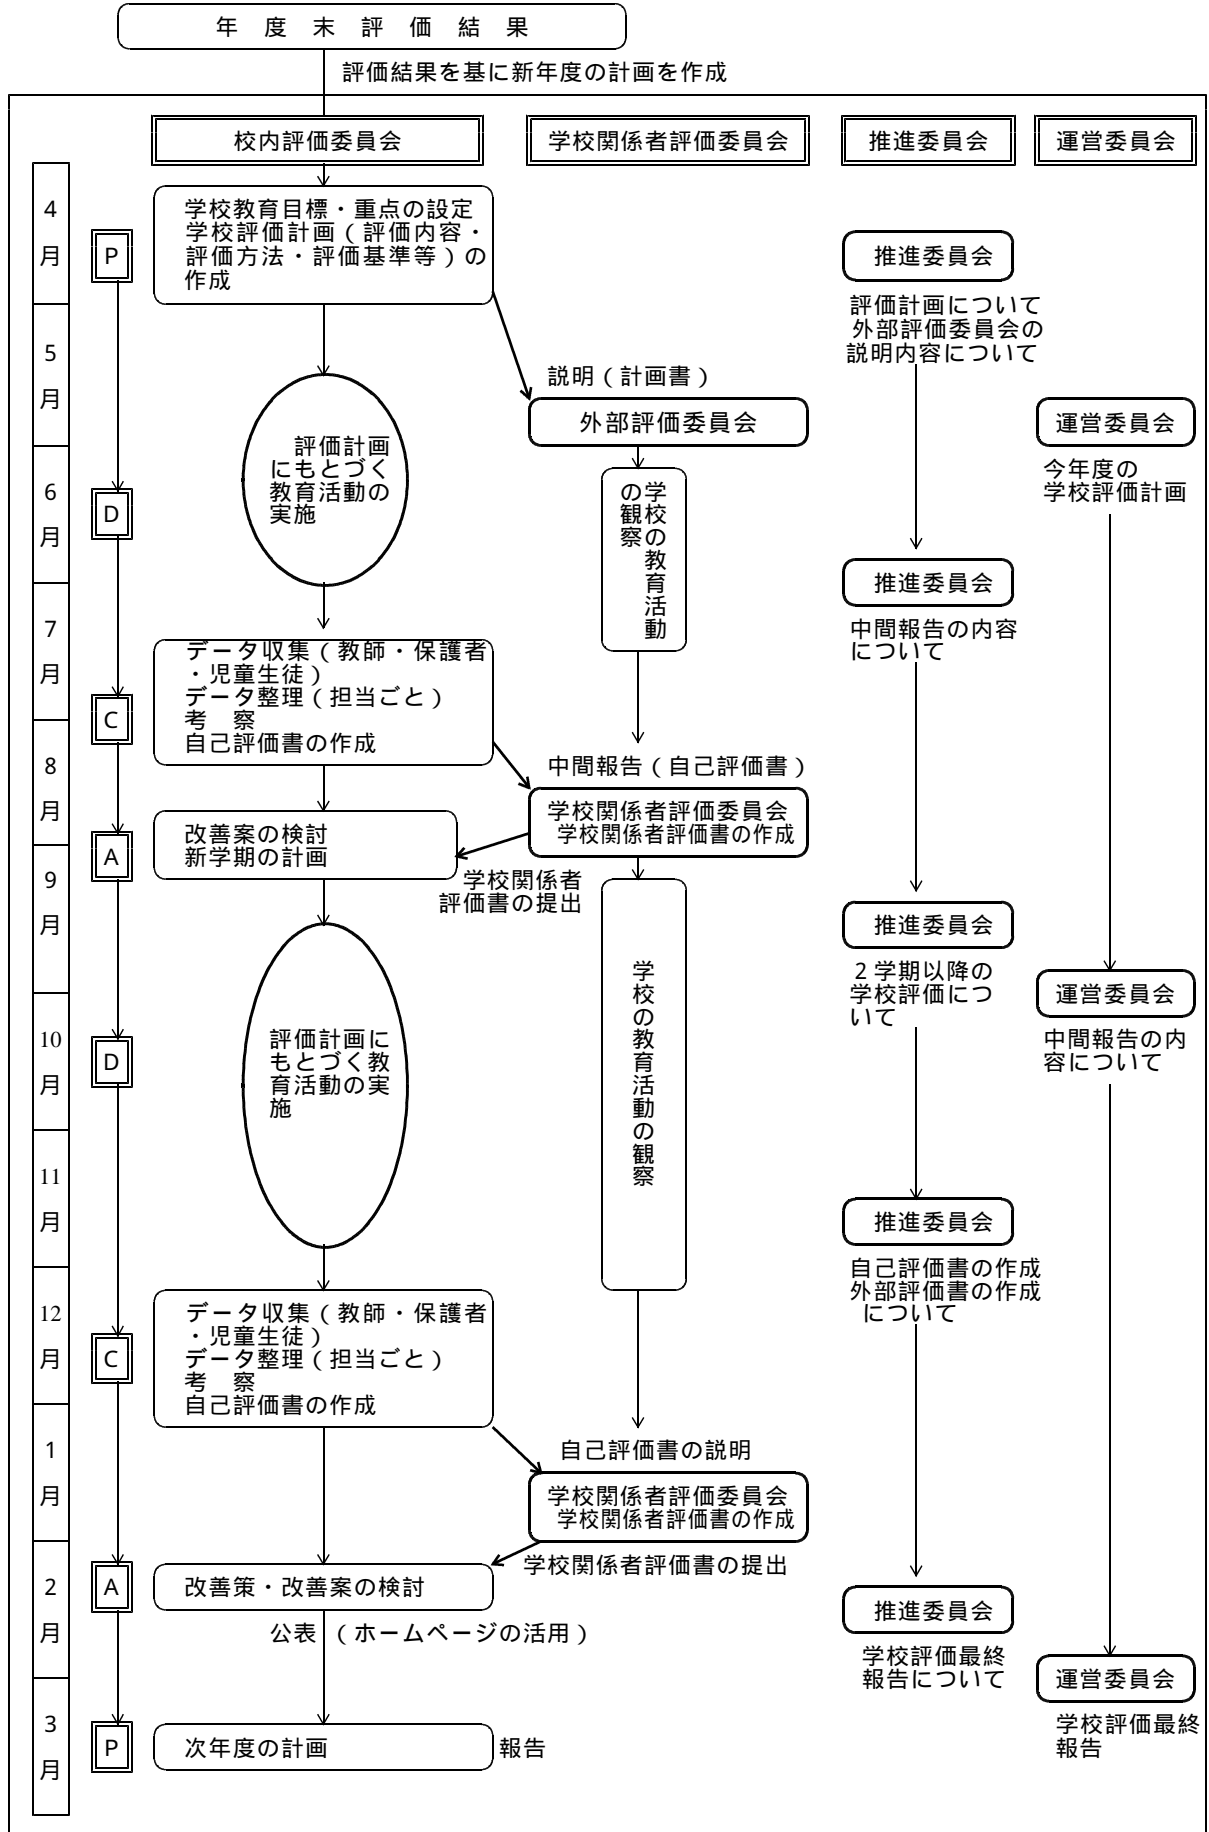 年度末評価結果
評価結果を基に新年度の計画を作成
校内評価委員会
学校関係者評価委員会
推進委員会
運営委員会
4
月
5
月
6
月
7
月
8
月
9
月
10
月
11
月
12
月
1
月
2
月
3
月
P
D
C
A
D
C
A
P
学校教育目標・重点の設定
学校評価計画(評価内容・
評価方法・評価基準等)の
作成
評価計画
にもとづく
教育活動の
実施
データ収集(教師・保護者
・児童生徒)
データ整理(担当ごと)
考 察
自己評価書の作成
改善案の検討
新学期の計画
評価計画に
もとづく教
育活動の実
施
データ収集(教師・保護者
・児童生徒)
データ整理(担当ごと)
考 察
自己評価書の作成
改善策・改善案の検討
公表 (ホームページの活用)
次年度の計画
報告
説明(計画書)
外部評価委員会
学校の教育活動
の観察
中間報告(自己評価書)
学校関係者評価委員会
学校関係者評価書の作成
学校関係者
評価書の提出
学校の教育活動の観察
自己評価書の説明
学校関係者評価委員会
学校関係者評価書の作成
学校関係者評価書の提出
推進委員会
評価計画について
外部評価委員会の
説明内容について
推進委員会
中間報告の内容
について
推進委員会
2学期以降の
学校評価につ
いて
推進委員会
自己評価書の作成
外部評価書の作成
について
推進委員会
学校評価最終
報告について
運営委員会
今年度の
学校評価計画
運営委員会
中間報告の内
容について
運営委員会
学校評価最終
報告